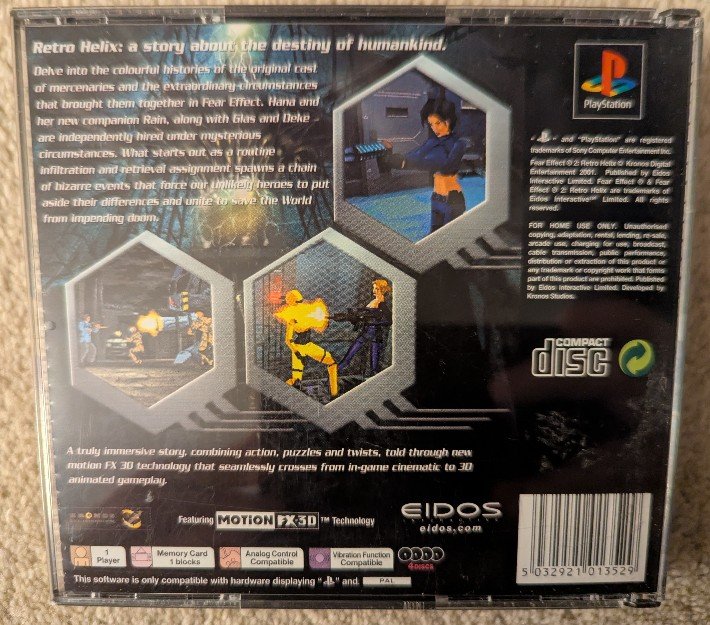 Retro Helix: a story about the destiny of humankind.
Delve into the colourful histories of the original cast
of mercenaries and the extraordinary circumstances
that brought them together in Fear Effect. Hana and
her new companion Rain, along with Glas and Deke
are independently hired under mysterious
circumstances. What starts out as a routine
infiltration and retrieval assignment spawns a chain
of bizarre events that force our unlikely heroes to put
aside their differences and unite to save the World
from impending doom.
PlayStation
" " and "PlayStation" are registered
trademarks of Sony Computer Entertainment Inc.
Fear Effect ® 2: Retro Helix © Kronos Digital
Entertainment 2001. Published by Eidos
Interactive Limited. Fear Effect ® & Fear
Effect ® 2: Retro Helix are trademarks of
Eidos Interactive™ Limited. All rights
reserved.
FOR HOME USE ONLY. Unauthorised
copying, adaptation, rental, lending, re-sale,
arcade use, charging for use, broadcast,
cable transmission, public performance,
distribution or extraction of this product or
any trademark or copyright work that forms
part of this product are prohibited. Published
by Eidos Interactive Limited. Developed by
Kronos Studios.
COMPACT
disc
A truly immersive story, combining action, puzzles and twists, told through new
motion FX 3D technology that seamlessly crosses from in-game cinematic to 3D
animated gameplay.
KRONOS
Featuring MOTION FX3D ™ Technology
EIDOS
INTERACTIVE
eidos.com
1
Player
Memory Card
1 blocks
Analog Control
Compatible
Vibration Function
Compatible
4 DISCS
This software is only compatible with hardware displaying " " and PAL
5 032921 013529